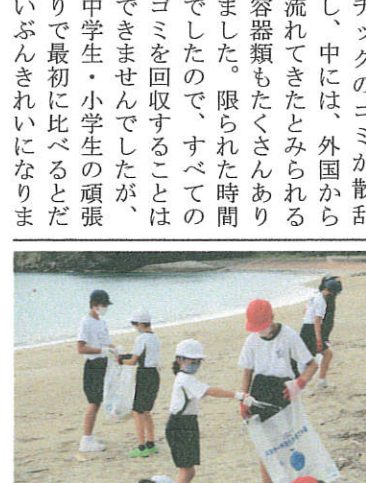 チックのゴミが散乱
し、中には、外国から
流れてきたとみられる
容器類もたくさんあり
ました。限られた時間
でしたので、すべての
ゴミを回収することは
できませんでしたが、
中学生・小学生の頑張
りで最初に比べるとだ
いぶんきれいになりま